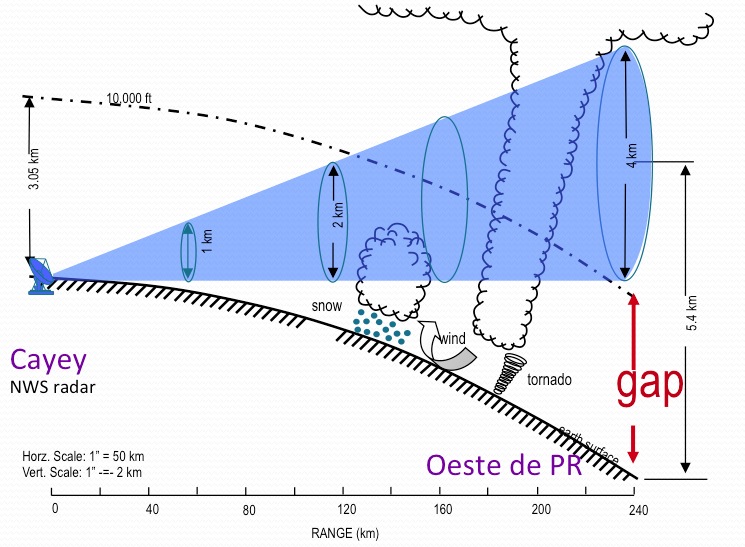 10,000 ft
3.05 km
1 km
2 km
4 km
5.4 km
snow
wind
tornado
gap
Cayey
NWS radar
earth surface
Oeste de PR
Horz. Scale: 1” = 50 km
Vert. Scale: 1” -=- 2 km
0 40 80 120 160 200 240
RANGE (km)